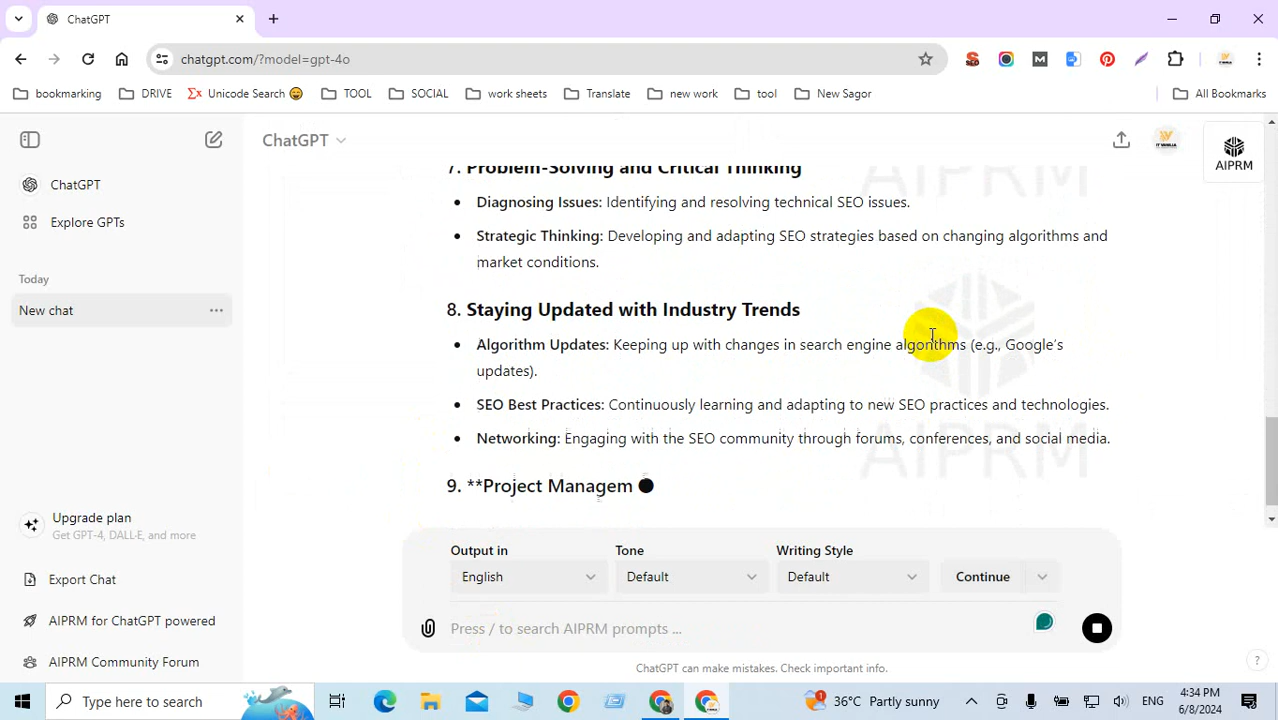 ChatGPT
chatgpt.com/?model=gpt-4o
bookmarking
DRIVE
Unicode Search
TOOL
SOCIAL
work sheets
Translate
new work
tool
New Sagor
All Bookmarks
ChatGPT
AIPRM
ChatGPT
Explore GPTs
Today
New chat
Upgrade plan
Get GPT-4, DALL·E, and more
Export Chat
AIPRM for ChatGPT powered
AIPRM Community Forum
7. Problem-Solving and Critical Thinking
Diagnosing Issues: Identifying and resolving technical SEO issues.
Strategic Thinking: Developing and adapting SEO strategies based on changing algorithms and
market conditions.
8. Staying Updated with Industry Trends
Algorithm Updates: Keeping up with changes in search engine algorithms (e.g., Google's
updates).
SEO Best Practices: Continuously learning and adapting to new SEO practices and technologies.
Networking: Engaging with the SEO community through forums, conferences, and social media.
9. **Project Managem
AIPRM
AIPRM
Output in
Tone
Writing Style
English
Default
Default
Continue
Press / to search AIPRM prompts ...
ChatGPT can make mistakes. Check important info.
?
Type here to search
1
36°C Partly sunny
ENG
4:34 PM
6/8/2024